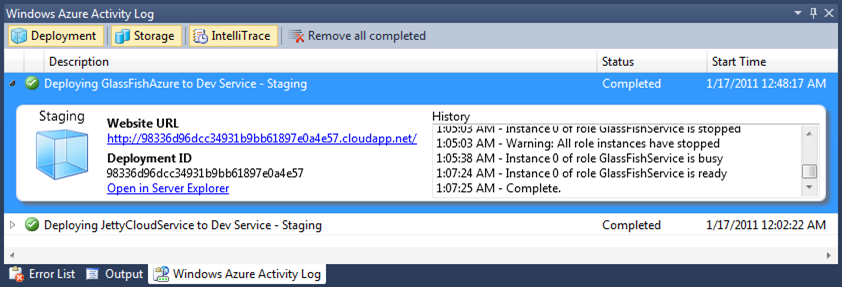 Windows Azure Activity Log
Deployment Storage IntelliTrace Remove all completed
Description Status Start Time
Deploying GlassFishAzure to Dev Service - Staging Completed 1/17/2011 12:48:17 AM
Staging
Website URL
http://98336d96dcc34931b9bb61897e0a4e57.cloudapp.net/
Deployment ID
98336d96dcc34931b9bb61897e0a4e57
Open in Server Explorer
History
1:05:03 AM - Instance 0 of role GlassFishService is stopped
1:05:03 AM - Warning: All role instances have stopped
1:05:38 AM - Instance 0 of role GlassFishService is busy
1:07:24 AM - Instance 0 of role GlassFishService is ready
1:07:25 AM - Complete.
Deploying JettyCloudService to Dev Service - Staging Completed 1/17/2011 12:02:22 AM
Error List Output Windows Azure Activity Log